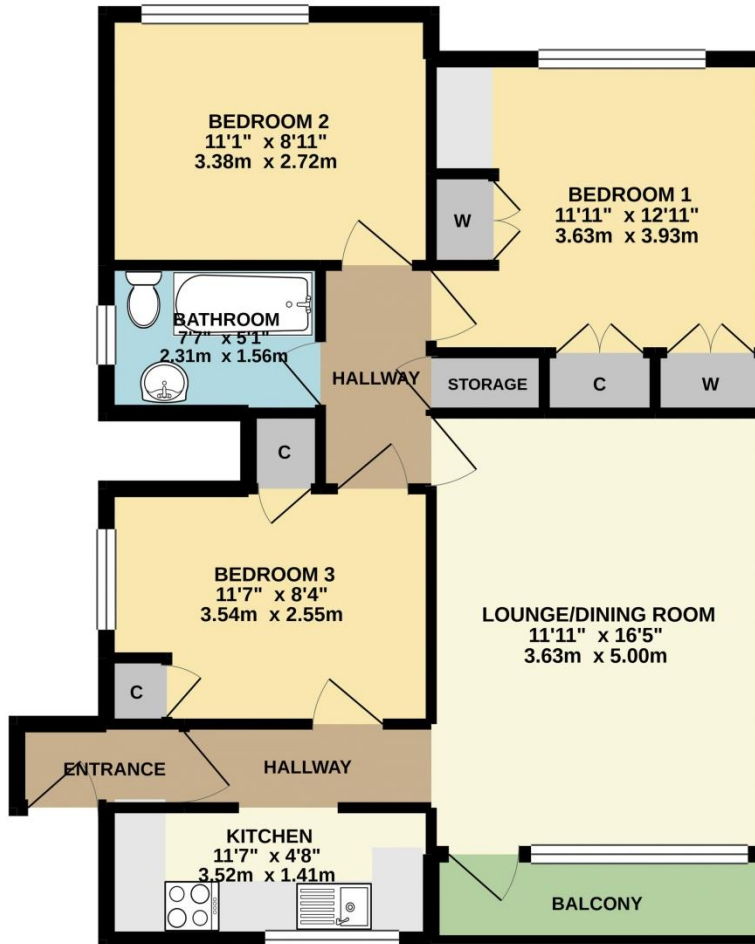 BEDROOM 2
11'1" x 8'11"
3.38m x 2.72m
BEDROOM 1
11'11" x 12'11"
3.63m x 3.93m
W
BATHROOM
7'7" x 5'1"
2.31m x 1.56m
HALLWAY
STORAGE
C
W
C
BEDROOM 3
11'7" x 8'4"
3.54m x 2.55m
LOUNGE/DINING ROOM
11'11" x 16'5"
3.63m x 5.00m
C
ENTRANCE
HALLWAY
KITCHEN
11'7" x 4'8"
3.52m x 1.41m
BALCONY